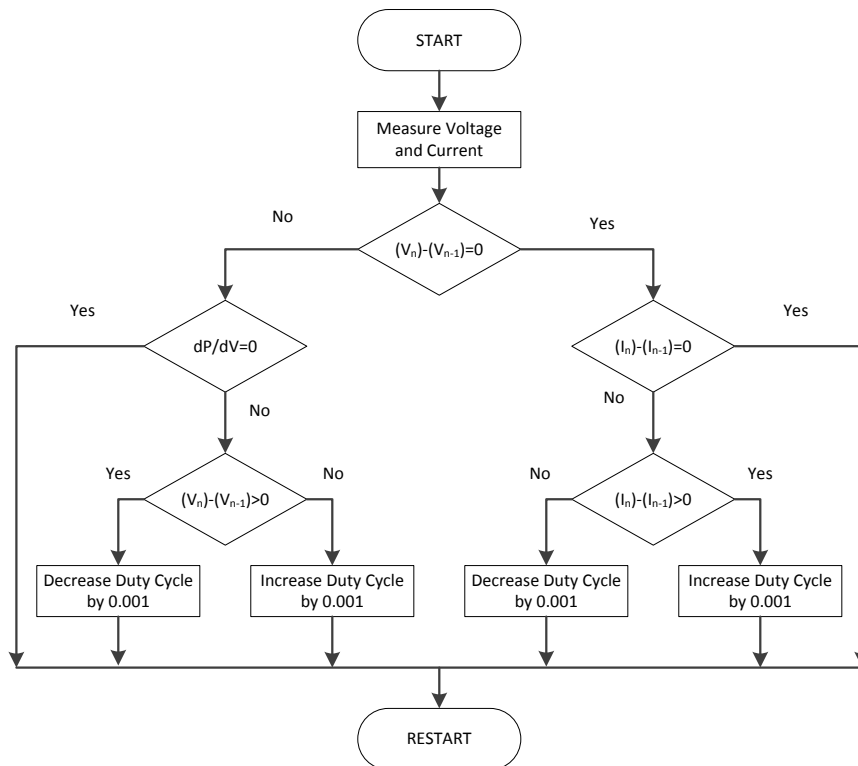 START
Measure Voltage
and Current
No
Yes
(Vn)-(Vn-1)=0
Yes
Yes
dP/dV=0
(In)-(In-1)=0
No
No
Yes
No
No
Yes
(Vn)-(Vn-1)>0
(In)-(In-1)>0
Decrease Duty Cycle
by 0.001
Increase Duty Cycle
by 0.001
Decrease Duty Cycle
by 0.001
Increase Duty Cycle
by 0.001
RESTART